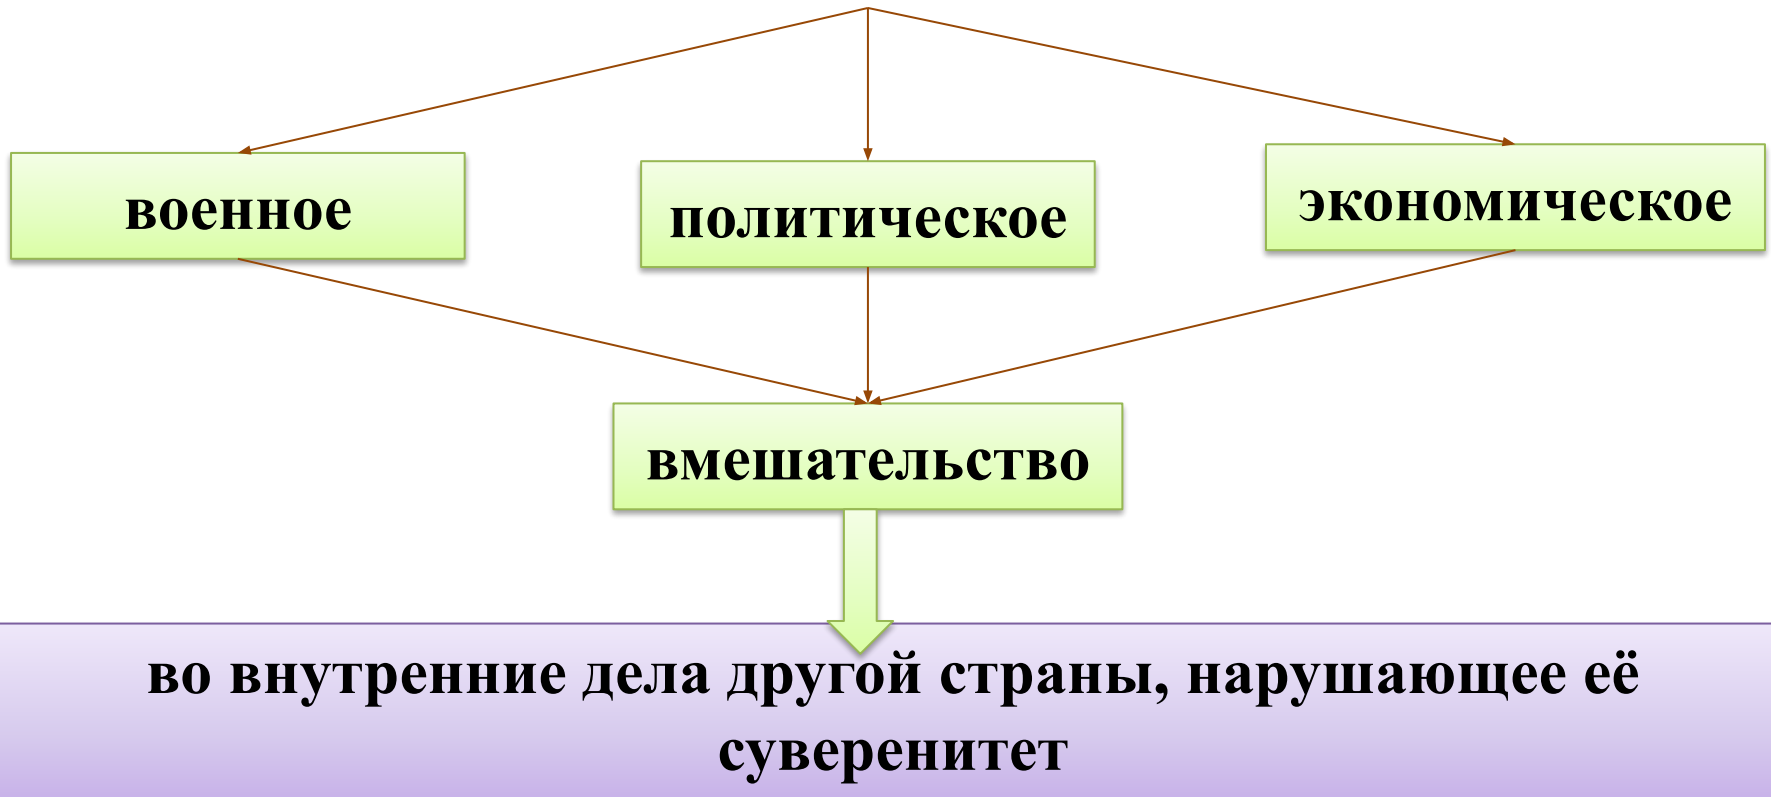 военное
политическое
экономическое
вмешательство
во внутренние дела другой страны, нарушающее её
суверенитет